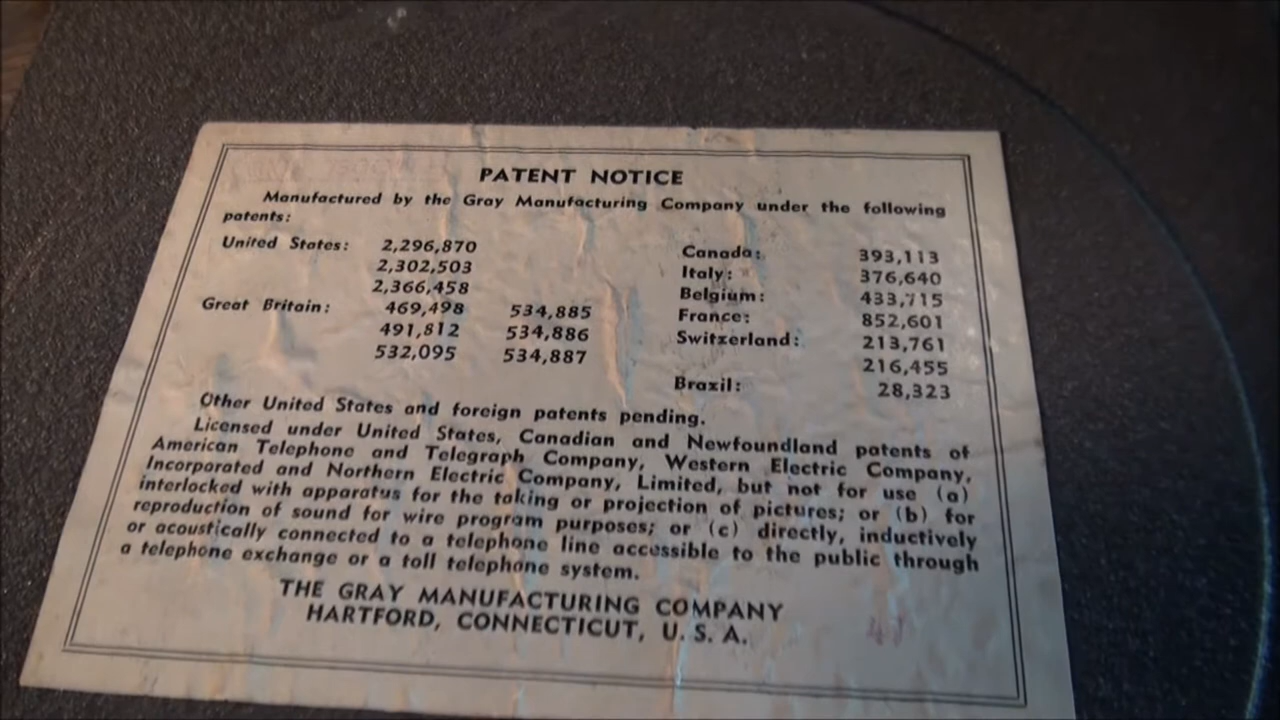 PATENT NOTICE
Manufactured by the Gray Manufacturing Company under the following
patents:
United States: 2,296,870 Canada: 393,113
2,302,503 Italy: 376,640
2,366,458 Belgium: 433,715
Great Britain: 469,498 534,885 France: 852,601
491,812 534,886 Switzerland: 213,761
532,095 534,887 216,455
Brazil: 28,323
Other United States and foreign patents pending.
Licensed under United States, Canadian and Newfoundland patents of
American Telephone and Telegraph Company, Western Electric Company,
Incorporated and Northern Electric Company, Limited, but not for use (a)
interlocked with apparatus for the taking or projection of pictures; or (b) for
reproduction of sound for wire program purposes; or (c) directly, inductively
or acoustically connected to a telephone line accessible to the public through
a telephone exchange or a toll telephone system.
THE GRAY MANUFACTURING COMPANY
HARTFORD, CONNECTICUT, U. S. A.